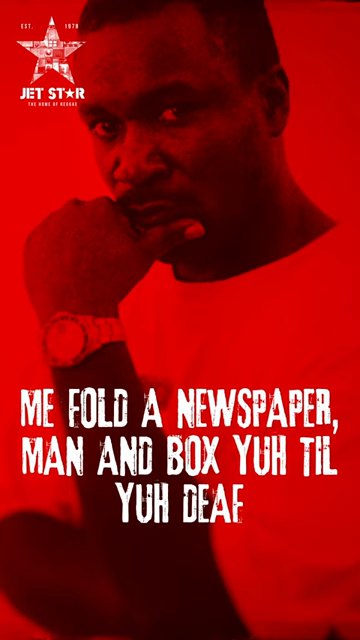 EST. 1978
JET STAR
THE HOME OF REGGAE
ME FOLD A NEWSPAPER,
MAN AND BOX YUH TIL
YUH DEAF